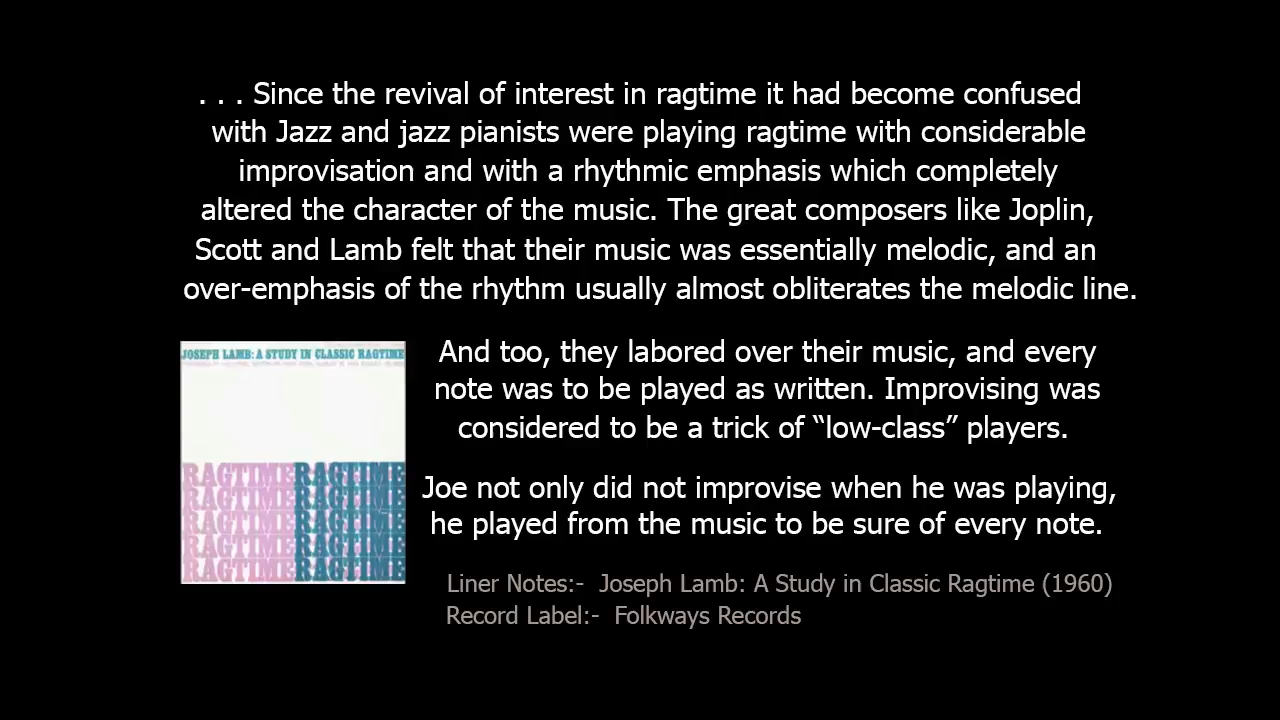 . . . Since the revival of interest in ragtime it had become confused
with Jazz and jazz pianists were playing ragtime with considerable
improvisation and with a rhythmic emphasis which completely
altered the character of the music. The great composers like Joplin,
Scott and Lamb felt that their music was essentially melodic, and an
over-emphasis of the rhythm usually almost obliterates the melodic line.
JOSEPH LAMB: A STUDY IN CLASSIC RAGTIME
RAGTIME RAGTIME
RAGTIME RAGTIME
RAGTIME RAGTIME
RAGTIME RAGTIME
RAGTIME RAGTIME
And too, they labored over their music, and every
note was to be played as written. Improvising was
considered to be a trick of “low-class” players.
Joe not only did not improvise when he was playing,
he played from the music to be sure of every note.
Liner Notes:- Joseph Lamb: A Study in Classic Ragtime (1960)
Record Label:- Folkways Records